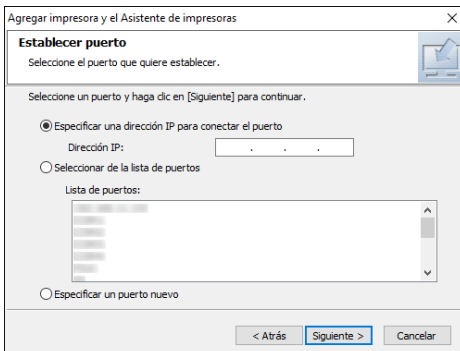 Agregar impresora y el Asistente de impresoras
Establecer puerto
Seleccione el puerto que quiere establecer.
Seleccione un puerto y haga clic en [Siguiente] para continuar.
Especificar una dirección IP para conectar el puerto
Dirección IP: . . .
Seleccionar de la lista de puertos
Lista de puertos:
Especificar un puerto nuevo
< Atrás Siguiente > Cancelar